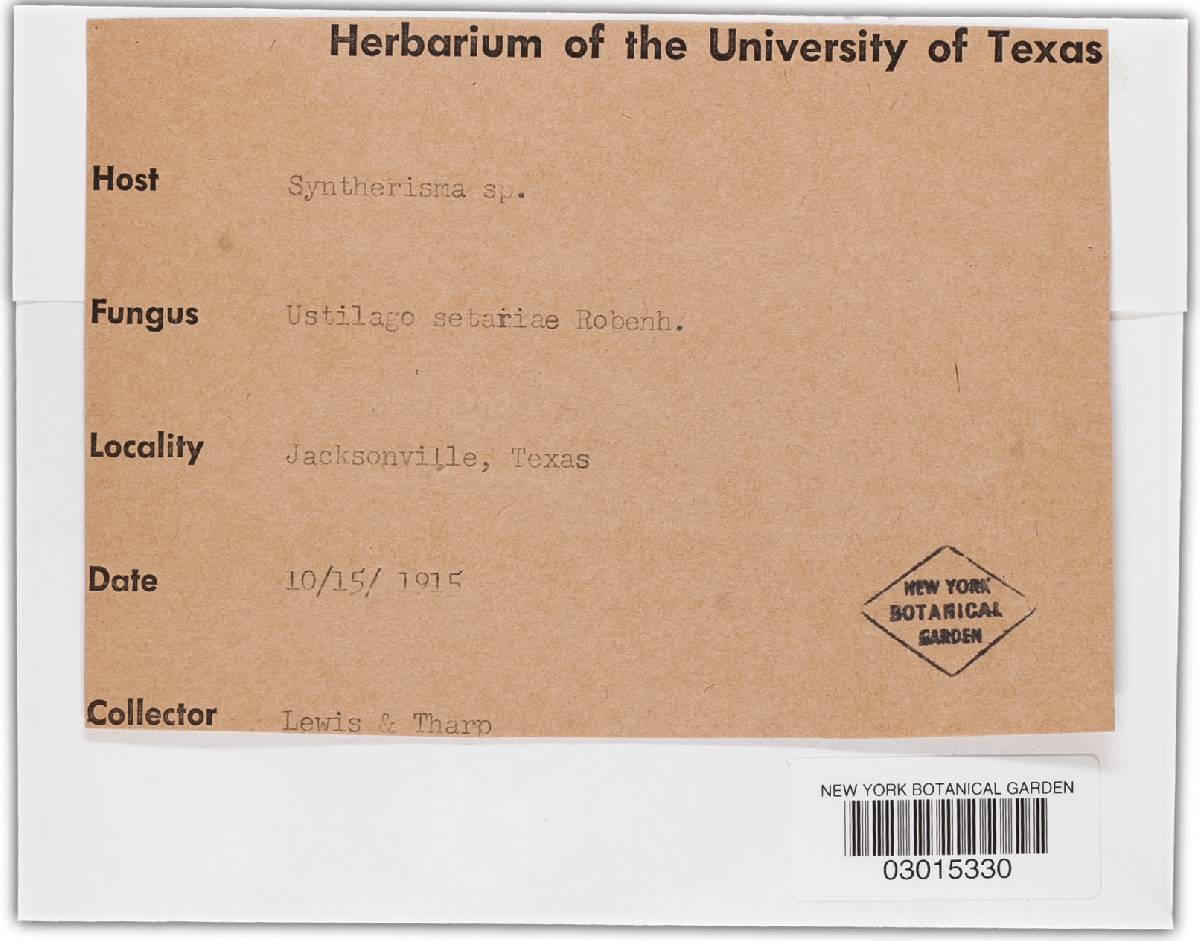 Herbarium of the University of Texas
Host Syntherisma sp.
Fungus Ustilago setariae Robenh.
Locality Jacksonville, Texas
Date 10/15/ 1915
NEW YORK
BOTANICAL
GARDEN
Collector Lewis & Tharp
NEW YORK BOTANICAL GARDEN
03015330